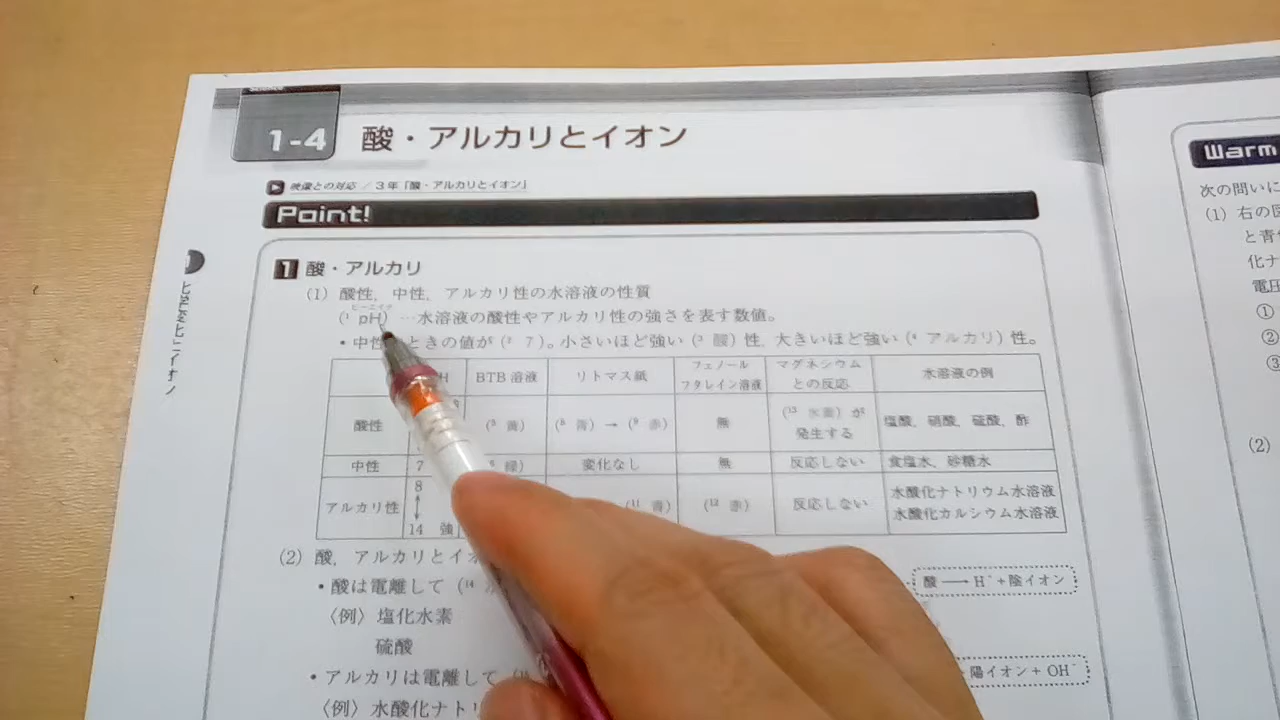 1-4 酸・アルカリとイオン
映像との対応 / 3年「酸・アルカリとイオン」
Point!
1 酸・アルカリ
(1) 酸性、中性、アルカリ性の水溶液の性質
(1 pH) …水溶液の酸性やアルカリ性の強さを表す数値。
・中性 ときの値が (2 7)。小さいほど強い (3 酸) 性、大きいほど強い (4 アルカリ) 性。
H BTB 溶液 リトマス紙 フェノール マグネシウム 水溶液の例
フタレイン溶液 との反応
酸性 (5 黄) (8 青) → (9 赤) 無 (13 水素) が 塩酸、硝酸、硫酸、酢
発生する
中性 7 緑) 変化なし 無 反応しない 食塩水、砂糖水
アルカリ性 8 (11 青) (12 赤) 反応しない 水酸化ナトリウム水溶液
14 強 水酸化カルシウム水溶液
(2) 酸、アルカリとイオ
・酸は電離して (14 酸 → H+ +陰イオン
〈例〉 塩化水素
硫酸
・アルカリは電離して 陽イオン + OH-
〈例〉 水酸化ナト
Warm
次の問いに
(1) 右の図
と青
化ナ
電圧
①
②
③
(2)